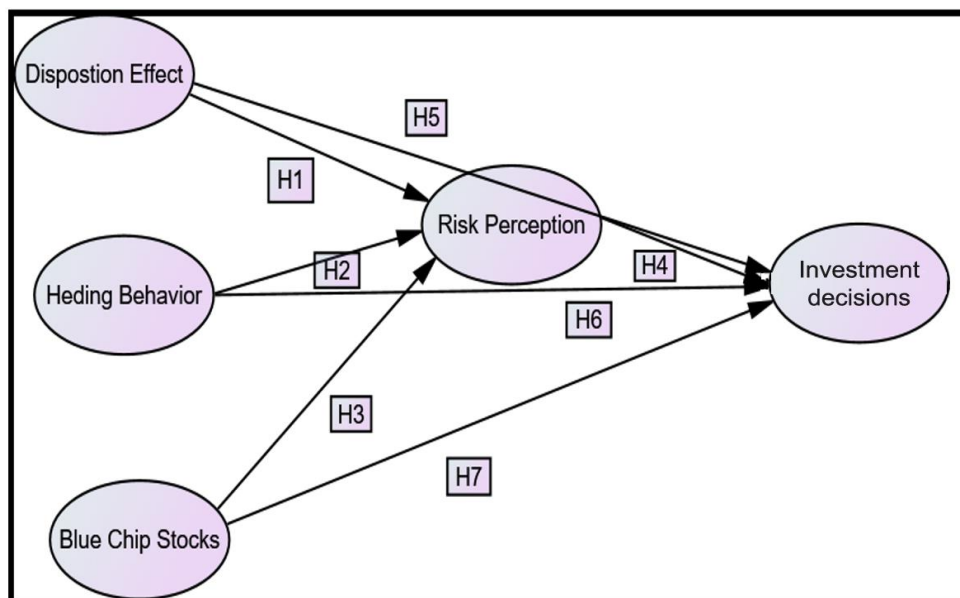 Dispostion Effect
H5
H1
Risk Perception
H2
H4
Heding Behavior
Investment
decisions
H6
H3
H7
Blue Chip Stocks